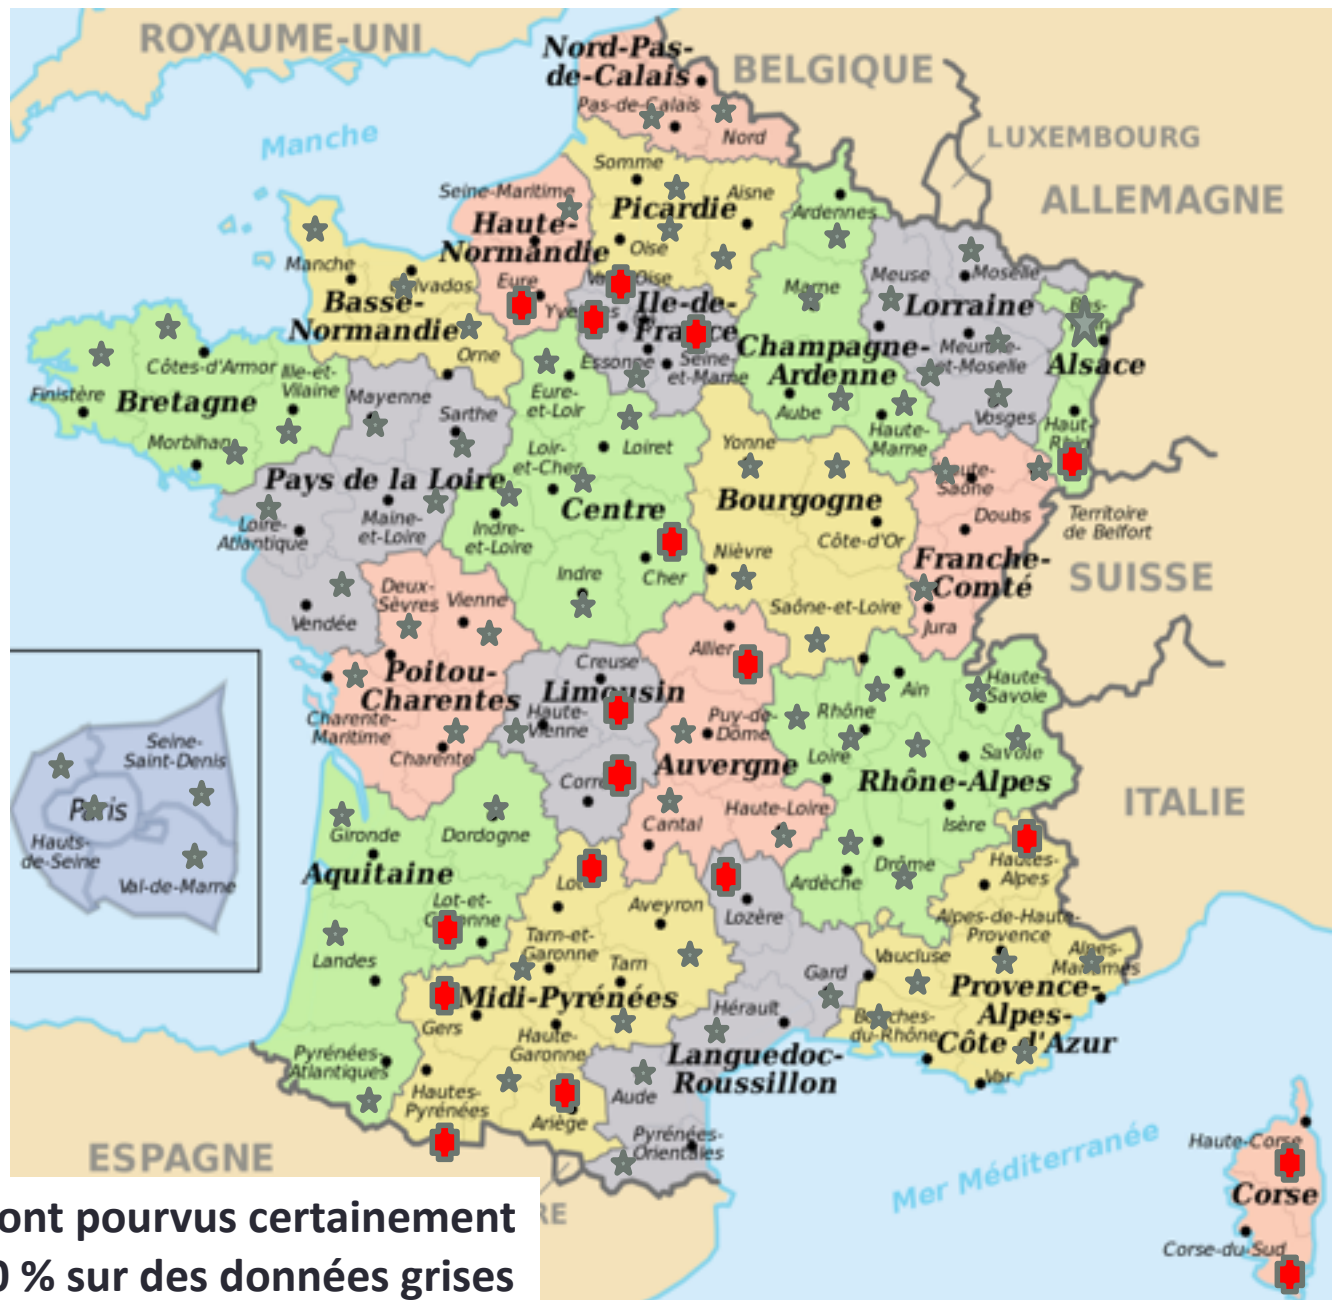 ROYAUME-UNI
Nord-Pas-
de-Calais
BELGIQUE
Pas-de-Calais
Nord
Manche
LUXEMBOURG
ALLEMAGNE
Somme
Seine-Maritime
Aisne
Picardie
Ardennes
Haute-
Normandie
Oise
Manche
Calvados
Eure
Meuse
Moselle
Basse-
Normandie
Ile-de-
France
Marne
Lorraine
Orne
Essonne
Seine-
et-Marne
Champagne-
Ardenne
et-Moselle
Alsace
Côtes-d'Armor
Ille-et-
Vilaine
Mayenne
Finistère
Bretagne
Sarthe
Eure-
et-Loir
Aube
Vosges
Haut-
Rhin
Morbihan
Loir-
et-Cher
Loiret
Yonne
Haute-
Marne
Pays de la Loire
Haute-
Saône
Centre
Bourgogne
Loire-
Atlantique
Maine-
et-Loire
Indre-
et-Loire
Côte-d'Or
Doubs
Territoire
de Belfort
Nièvre
Franche-
Comté
Indre
Cher
SUISSE
Deux-
Sèvres
Vienne
Saône-et-Loire
Vendée
Jura
Allier
Poitou-
Charentes
Creuse
Limousin
Haute-
Vienne
Ain
Haute-
Savoie
Charente-
Maritime
Puy-de-
Dôme
Rhône
Charente
Loire
Savoie
Seine-
Saint-Denis
Auvergne
Rhône-Alpes
ITALIE
Paris
Corr
Hauts-
de-Seine
Gironde
Dordogne
Cantal
Haute-Loire
Isère
Val-de-Marne
Aquitaine
Lot
Ardèche
Drôme
Hautes-
Alpes
Lot-et-
Garonne
Aveyron
Lozère
Alpes-de-Haute-
Provence
Landes
Tarn-et-
Garonne
Tarn
Gard
Vaucluse
Alpes-
Maritimes
Midi-Pyrénées
Provence-
Alpes-
Côte d'Azur
Gers
Hérault
Bouches-
du-Rhône
Haute-
Garonne
Languedoc-
Roussillon
Pyrénées-
Atlantiques
Var
Hautes-
Pyrénées
Aude
Ariège
Pyrénées-
Orientales
ESPAGNE
Mer Méditerranée
Haute-Corse
Corse
Corse-du-Sud
RE
ont pourvus certainement
0 % sur des données grises